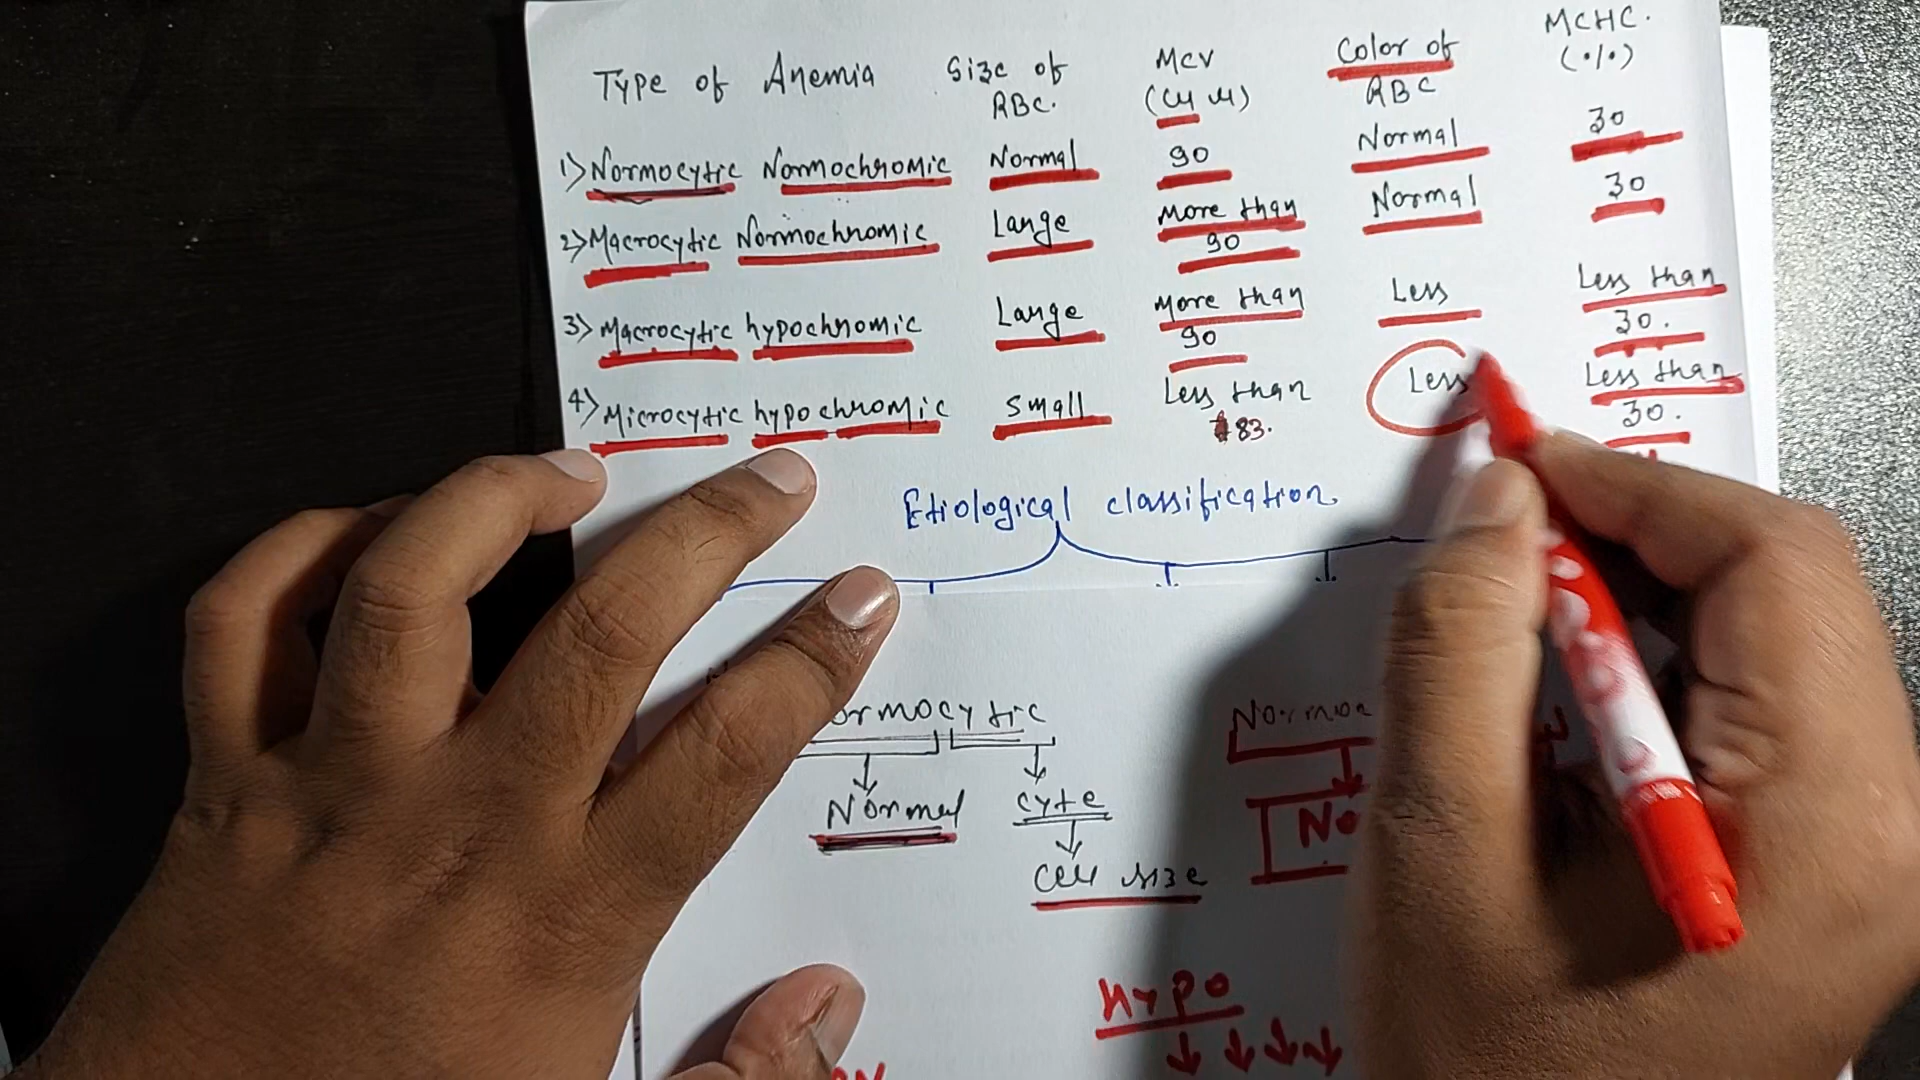 Type of Anemia Size of RBC. MCV (Cu μ) Color of RBC MCHC. (%)
1) Normocytic Normochromic Normal 90 Normal 30
2) Macrocytic Normochromic Large More than 90 Normal 30
3) Macrocytic hypochromic Large More than 90 Less Less than 30.
4) Microcytic hypochromic Small Less than 83. Less Less than 30.
Etiological classification
ormocytic
Normal cyte
cell size
No
hypo